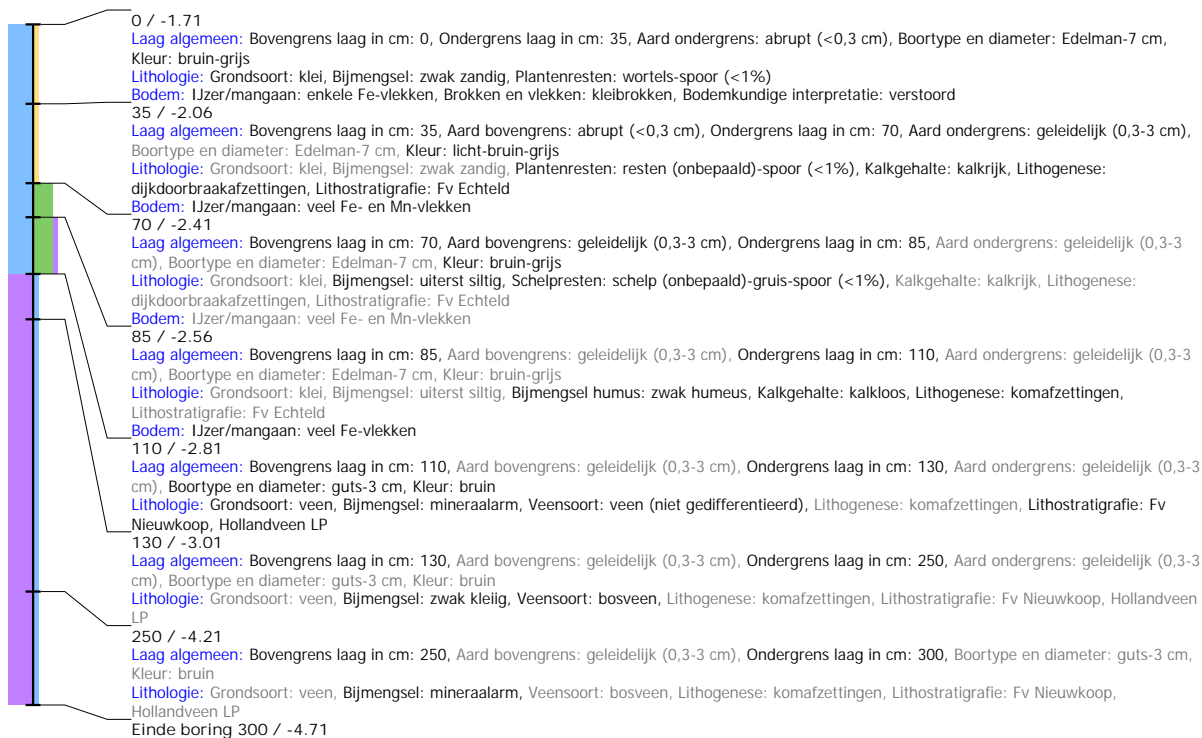 0 / -1.71
Laag algemeen: Bovengrens laag in cm: 0, Ondergrens laag in cm: 35, Aard ondergrens: abrupt (<0,3 cm), Boortype en diameter: Edelman-7 cm,
Kleur: bruin-grijs
Lithologie: Grondsoort: klei, Bijmengsel: zwak zandig, Plantenresten: wortels-spoor (<1%)
Bodem: IJzer/mangaan: enkele Fe-vlekken, Brokken en vlekken: kleibrokken, Bodemkundige interpretatie: verstoord
35 / -2.06
Laag algemeen: Bovengrens laag in cm: 35, Aard bovengrens: abrupt (<0,3 cm), Ondergrens laag in cm: 70, Aard ondergrens: geleidelijk (0,3-3 cm),
Boortype en diameter: Edelman-7 cm, Kleur: licht-bruin-grijs
Lithologie: Grondsoort: klei, Bijmengsel: zwak zandig, Plantenresten: resten (onbepaald)-spoor (<1%), Kalkgehalte: kalkrijk, Lithogenese:
dijkdoorbraakafzettingen, Lithostratigrafie: Fv Echteld
Bodem: IJzer/mangaan: veel Fe- en Mn-vlekken
70 / -2.41
Laag algemeen: Bovengrens laag in cm: 70, Aard bovengrens: geleidelijk (0,3-3 cm), Ondergrens laag in cm: 85, Aard ondergrens: geleidelijk (0,3-3
cm), Boortype en diameter: Edelman-7 cm, Kleur: bruin-grijs
Lithologie: Grondsoort: klei, Bijmengsel: uiterst siltig, Schelpresten: schelp (onbepaald)-gruis-spoor (<1%), Kalkgehalte: kalkrijk, Lithogenese:
dijkdoorbraakafzettingen, Lithostratigrafie: Fv Echteld
Bodem: IJzer/mangaan: veel Fe- en Mn-vlekken
85 / -2.56
Laag algemeen: Bovengrens laag in cm: 85, Aard bovengrens: geleidelijk (0,3-3 cm), Ondergrens laag in cm: 110, Aard ondergrens: geleidelijk (0,3-3
cm), Boortype en diameter: Edelman-7 cm, Kleur: bruin-grijs
Lithologie: Grondsoort: klei, Bijmengsel: uiterst siltig, Bijmengsel humus: zwak humeus, Kalkgehalte: kalkloos, Lithogenese: komafzettingen,
Lithostratigrafie: Fv Echteld
Bodem: IJzer/mangaan: veel Fe-vlekken
110 / -2.81
Laag algemeen: Bovengrens laag in cm: 110, Aard bovengrens: geleidelijk (0,3-3 cm), Ondergrens laag in cm: 130, Aard ondergrens: geleidelijk (0,3-3
cm), Boortype en diameter: guts-3 cm, Kleur: bruin
Lithologie: Grondsoort: veen, Bijmengsel: mineraalarm, Veensoort: veen (niet gedifferentieerd), Lithogenese: komafzettingen, Lithostratigrafie: Fv
Nieuwkoop, Hollandveen LP
130 / -3.01
Laag algemeen: Bovengrens laag in cm: 130, Aard bovengrens: geleidelijk (0,3-3 cm), Ondergrens laag in cm: 250, Aard ondergrens: geleidelijk (0,3-3
cm), Boortype en diameter: guts-3 cm, Kleur: bruin
Lithologie: Grondsoort: veen, Bijmengsel: zwak kleiig, Veensoort: bosveen, Lithogenese: komafzettingen, Lithostratigrafie: Fv Nieuwkoop, Hollandveen
LP
250 / -4.21
Laag algemeen: Bovengrens laag in cm: 250, Aard bovengrens: geleidelijk (0,3-3 cm), Ondergrens laag in cm: 300, Boortype en diameter: guts-3 cm,
Kleur: bruin
Lithologie: Grondsoort: veen, Bijmengsel: mineraalarm, Veensoort: bosveen, Lithogenese: komafzettingen, Lithostratigrafie: Fv Nieuwkoop,
Hollandveen LP
Einde boring 300 / -4.71